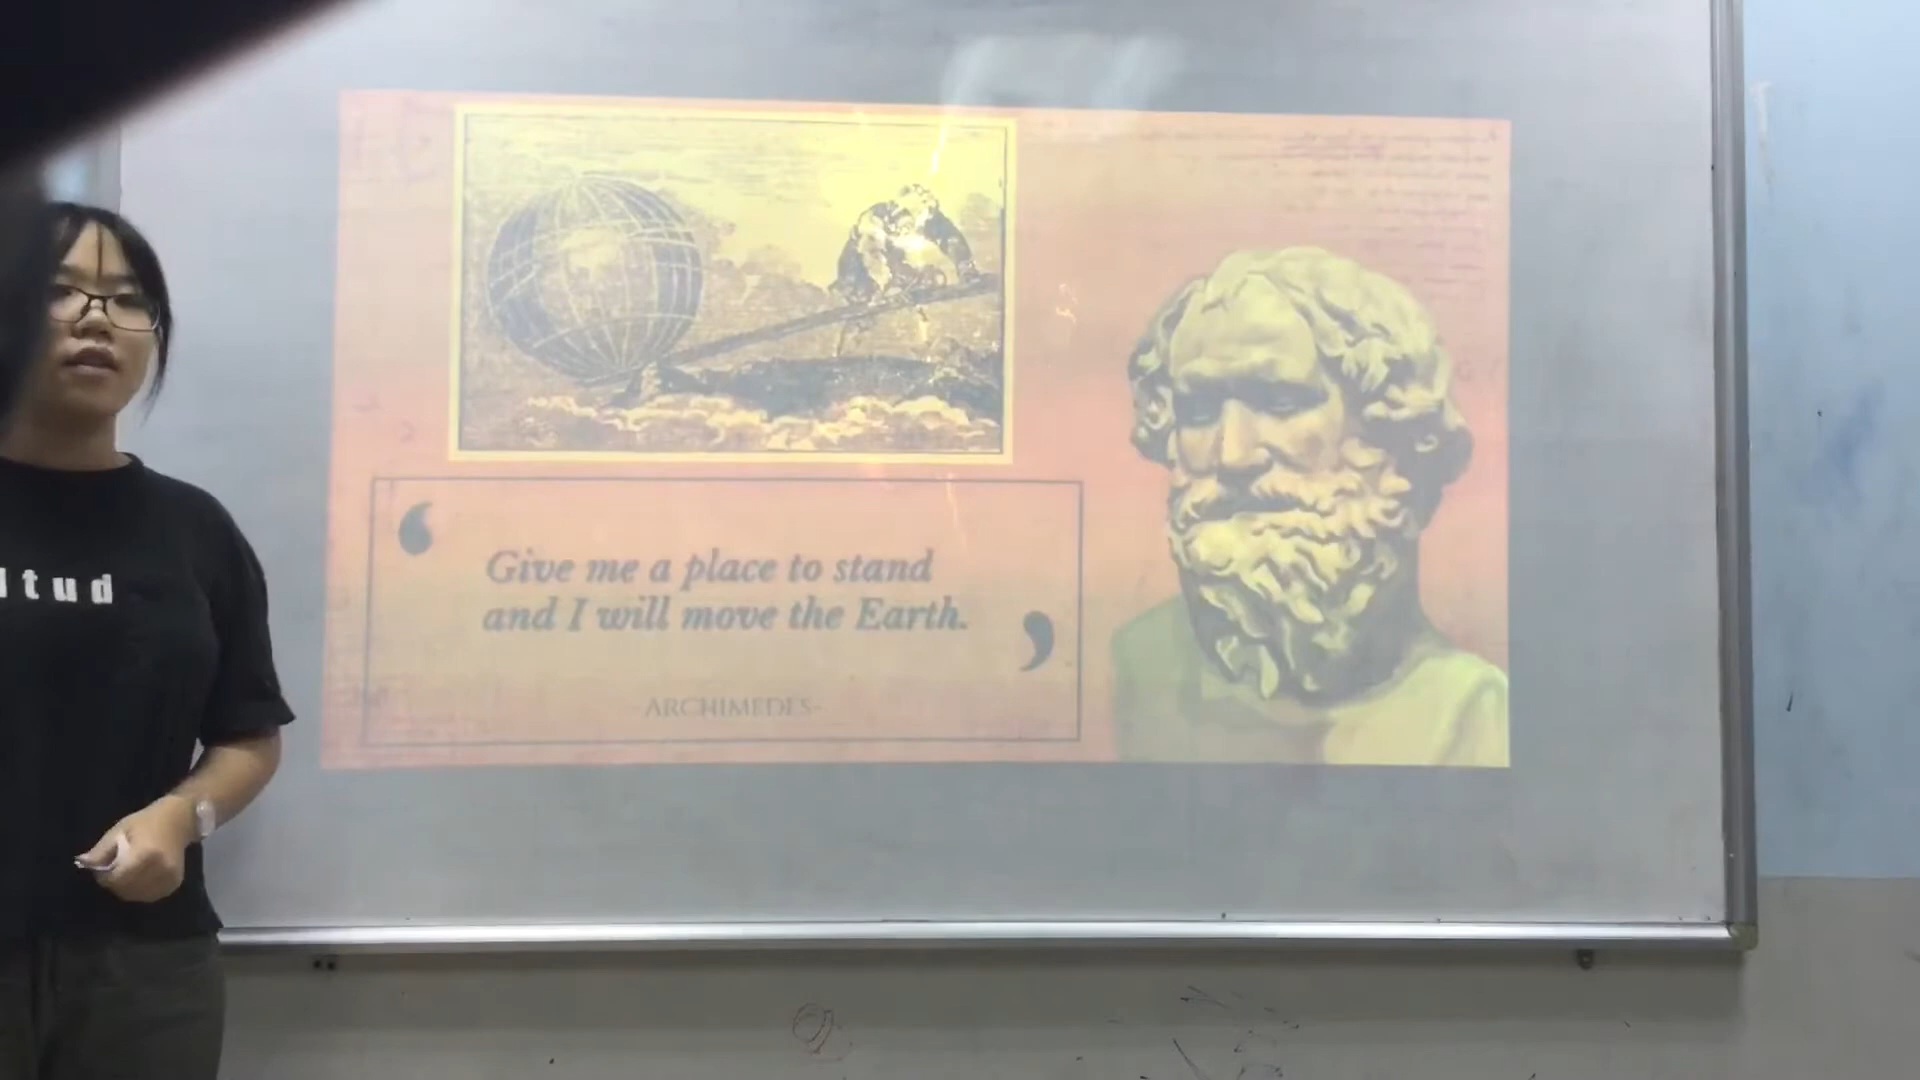 ‘
Give me a place to stand
and I will move the Earth.
’
-ARCHIMEDES-
ltud